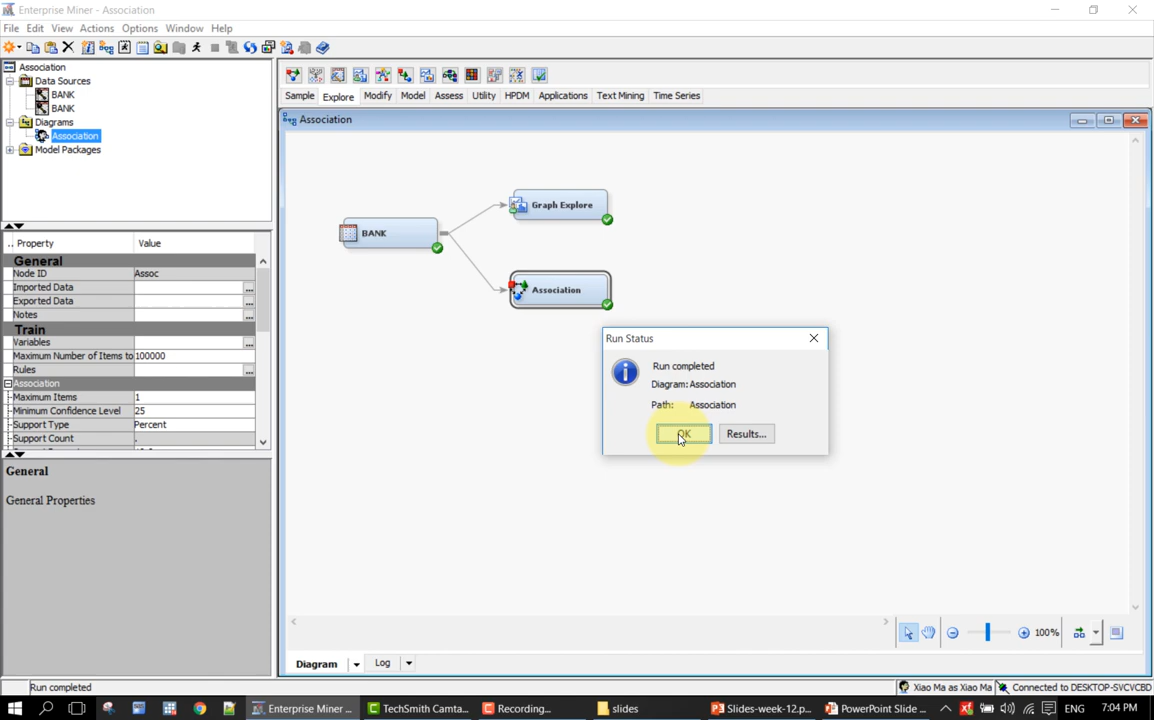 Enterprise Miner - Association
File Edit View Actions Options Window Help
Association
Data Sources
BANK
BANK
Diagrams
Association
Model Packages
.. Property Value
General
Node ID Assoc
Imported Data ...
Exported Data ...
Notes ...
Train
Variables ...
Maximum Number of Items to 100000
Rules ...
Association
Maximum Items 1
Minimum Confidence Level 25
Support Type Percent
Support Count .
General
General Properties
Sample Explore Modify Model Assess Utility HPDM Applications Text Mining Time Series
Association
Graph Explore
BANK
Association
Run Status
Run completed
Diagram: Association
Path: Association
OK Results...
100%
Diagram Log
Run completed
Xiao Ma as Xiao Ma Connected to DESKTOP-SVCVCBD
Enterprise Miner ... TechSmith Camta... Recording... slides Slides-week-12.p... PowerPoint Slide ... ENG 7:04 PM